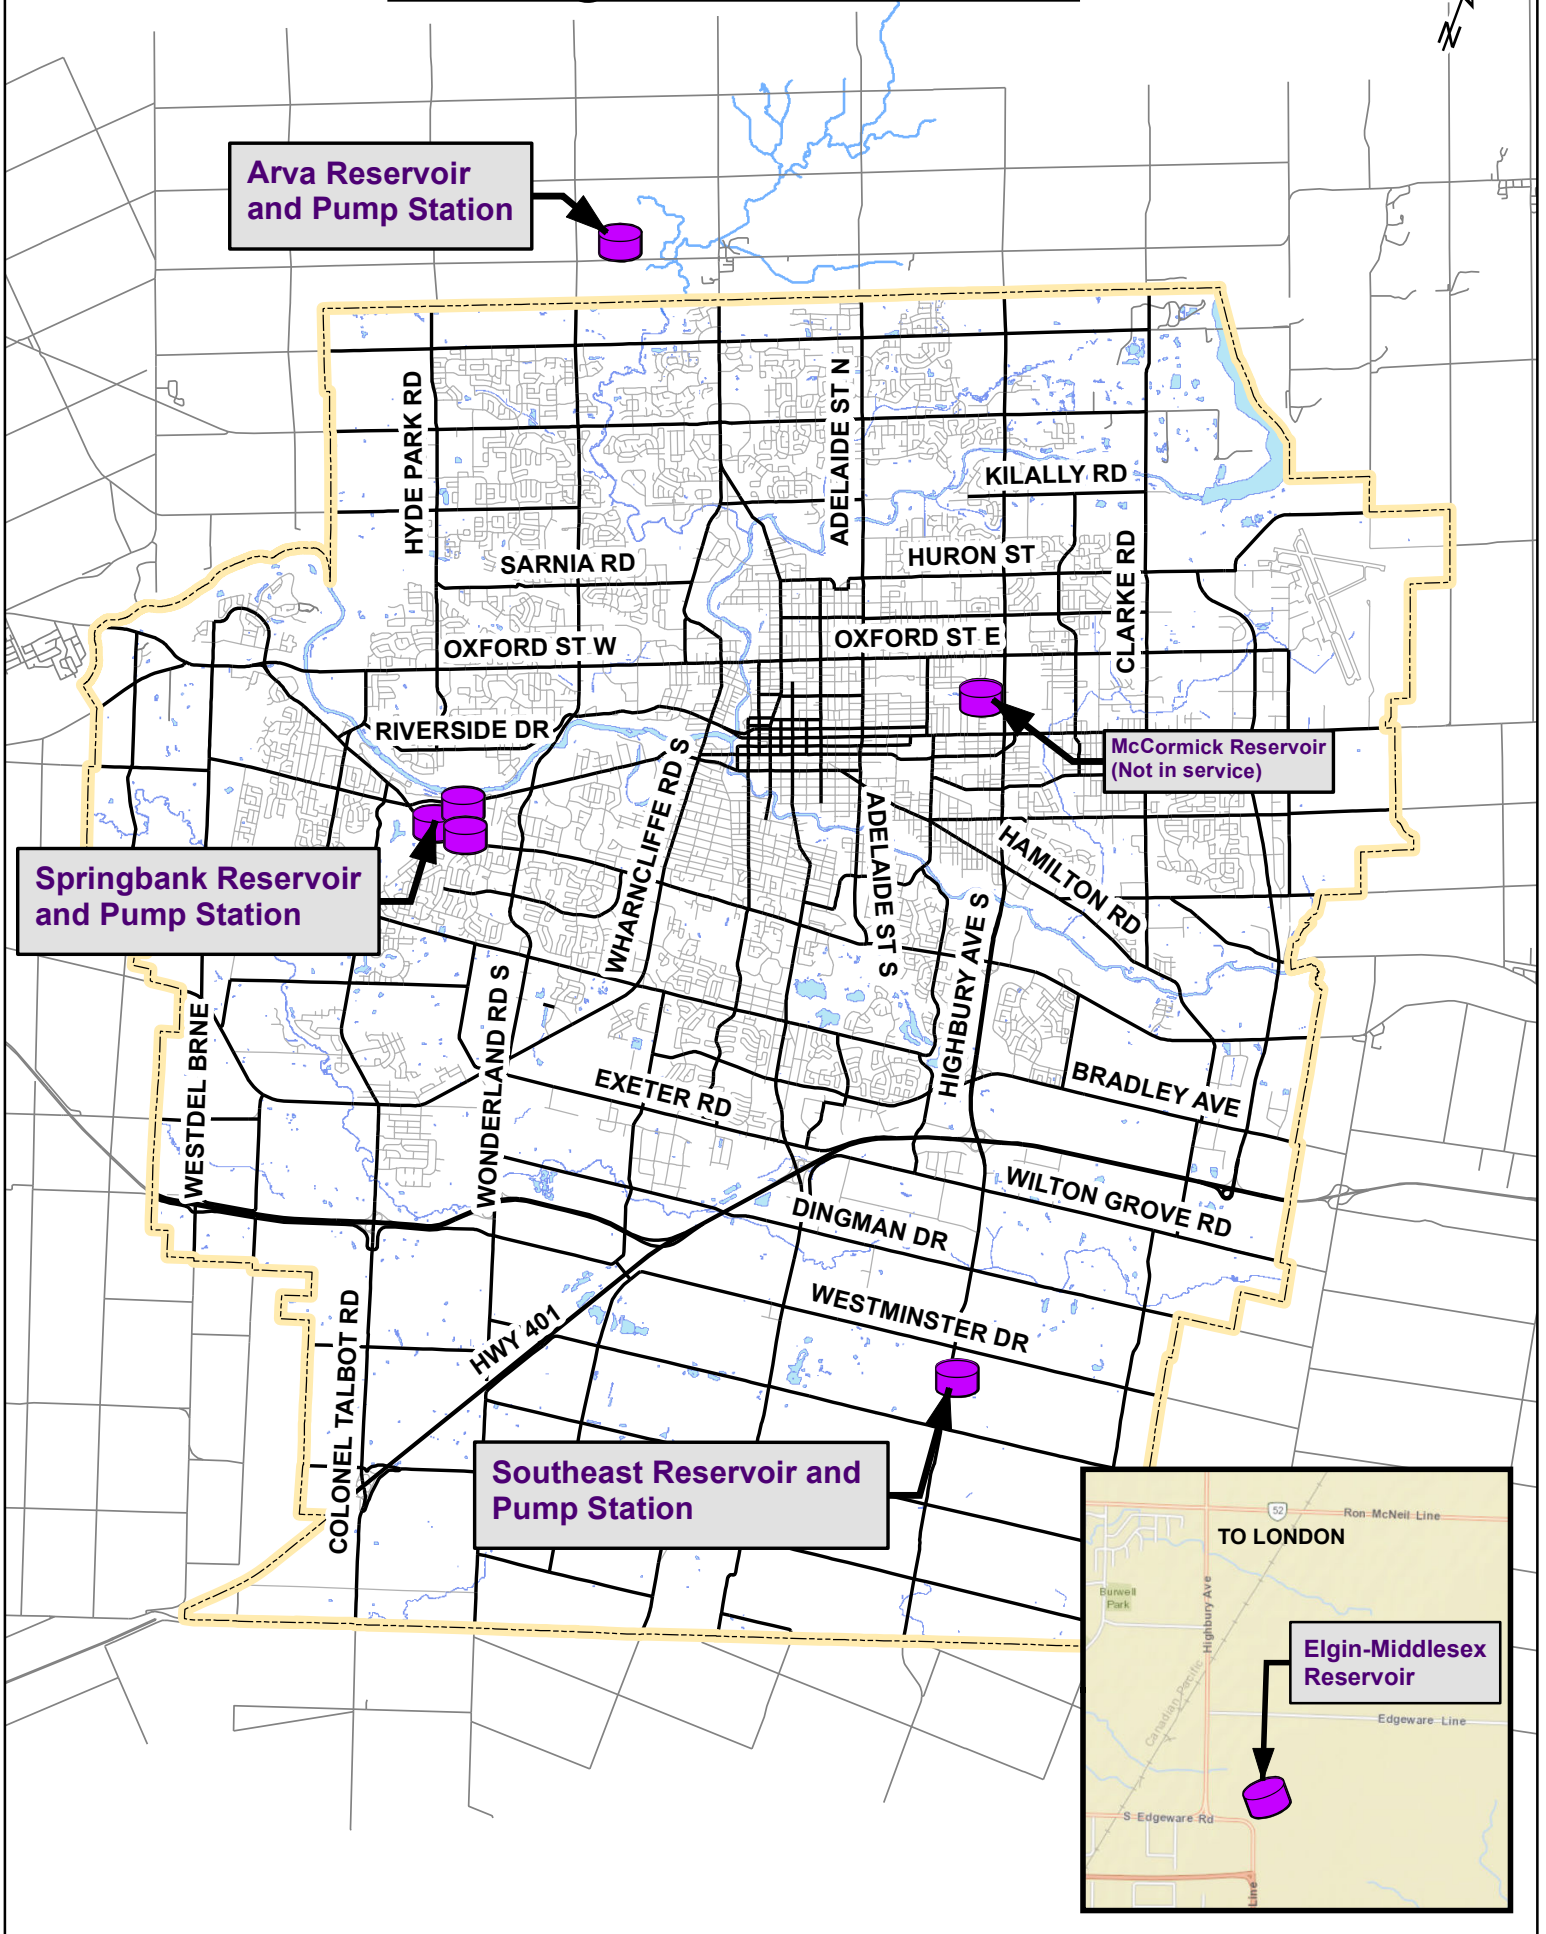 N
Arva Reservoir
and Pump Station
HYDE PARK RD
ADELAIDE ST N
KILALLY RD
SARNIA RD
HURON ST
CLARKE RD
OXFORD ST W
OXFORD ST E
RIVERSIDE DR
McCormick Reservoir
(Not in service)
WHARNCLIFFE RD S
ADELAIDE ST S
HAMILTON RD
Springbank Reservoir
and Pump Station
HIGHBURY AVE S
WONDERLAND RD S
WESTDEL BRNE
EXETER RD
BRADLEY AVE
WILTON GROVE RD
DINGMAN DR
WESTMINSTER DR
HWY 401
COLONEL TALBOT RD
Southeast Reservoir and
Pump Station
52
Ron McNeil Line
TO LONDON
Burwell
Park
Highbury Ave
Elgin-Middlesex
Reservoir
Canadian Pacific
Edgeware Line
S Edgeware Rd
Line